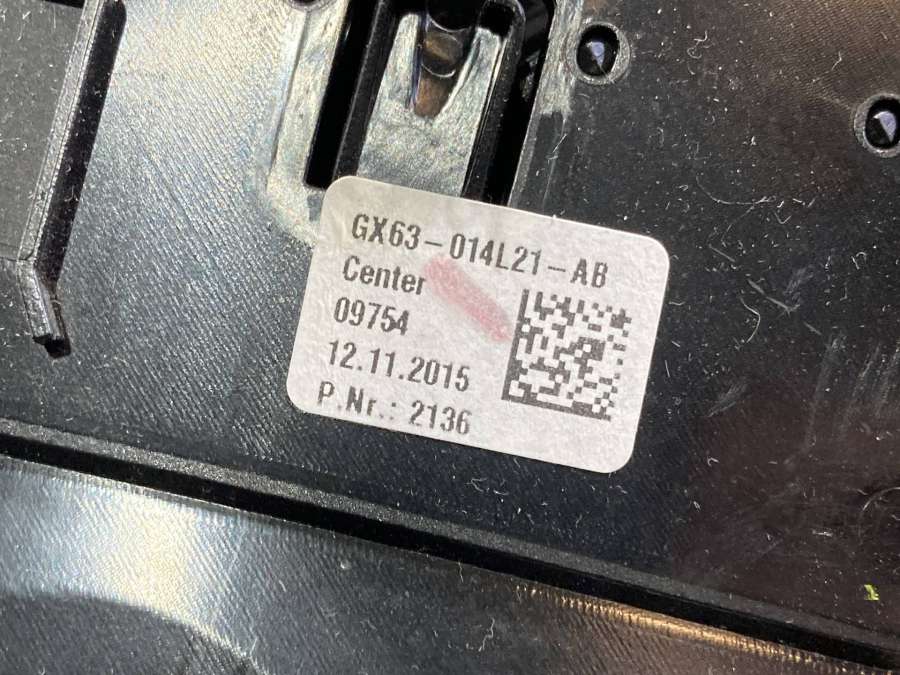 GX63-014L21-AB
Center
09754
12.11.2015
P.Nr.: 2136